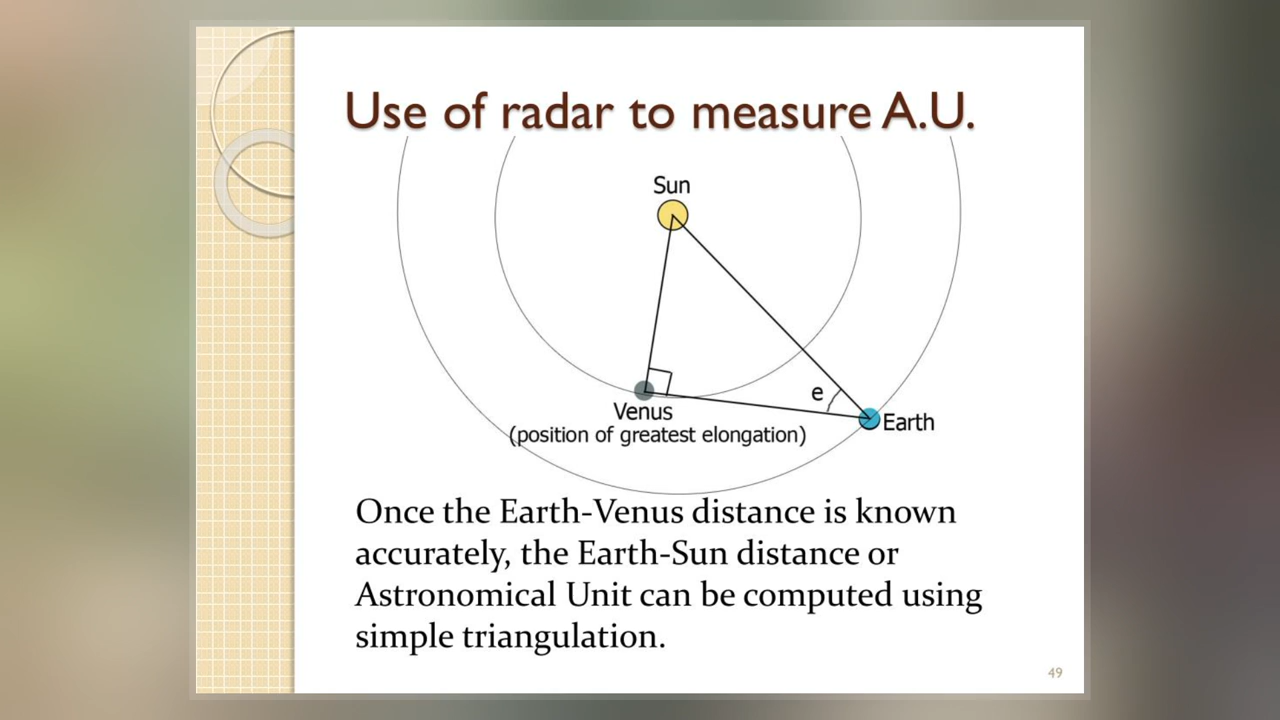 Use of radar to measure A.U.
Sun
e
Venus
(position of greatest elongation)
Earth
Once the Earth-Venus distance is known
accurately, the Earth-Sun distance or
Astronomical Unit can be computed using
simple triangulation.
49